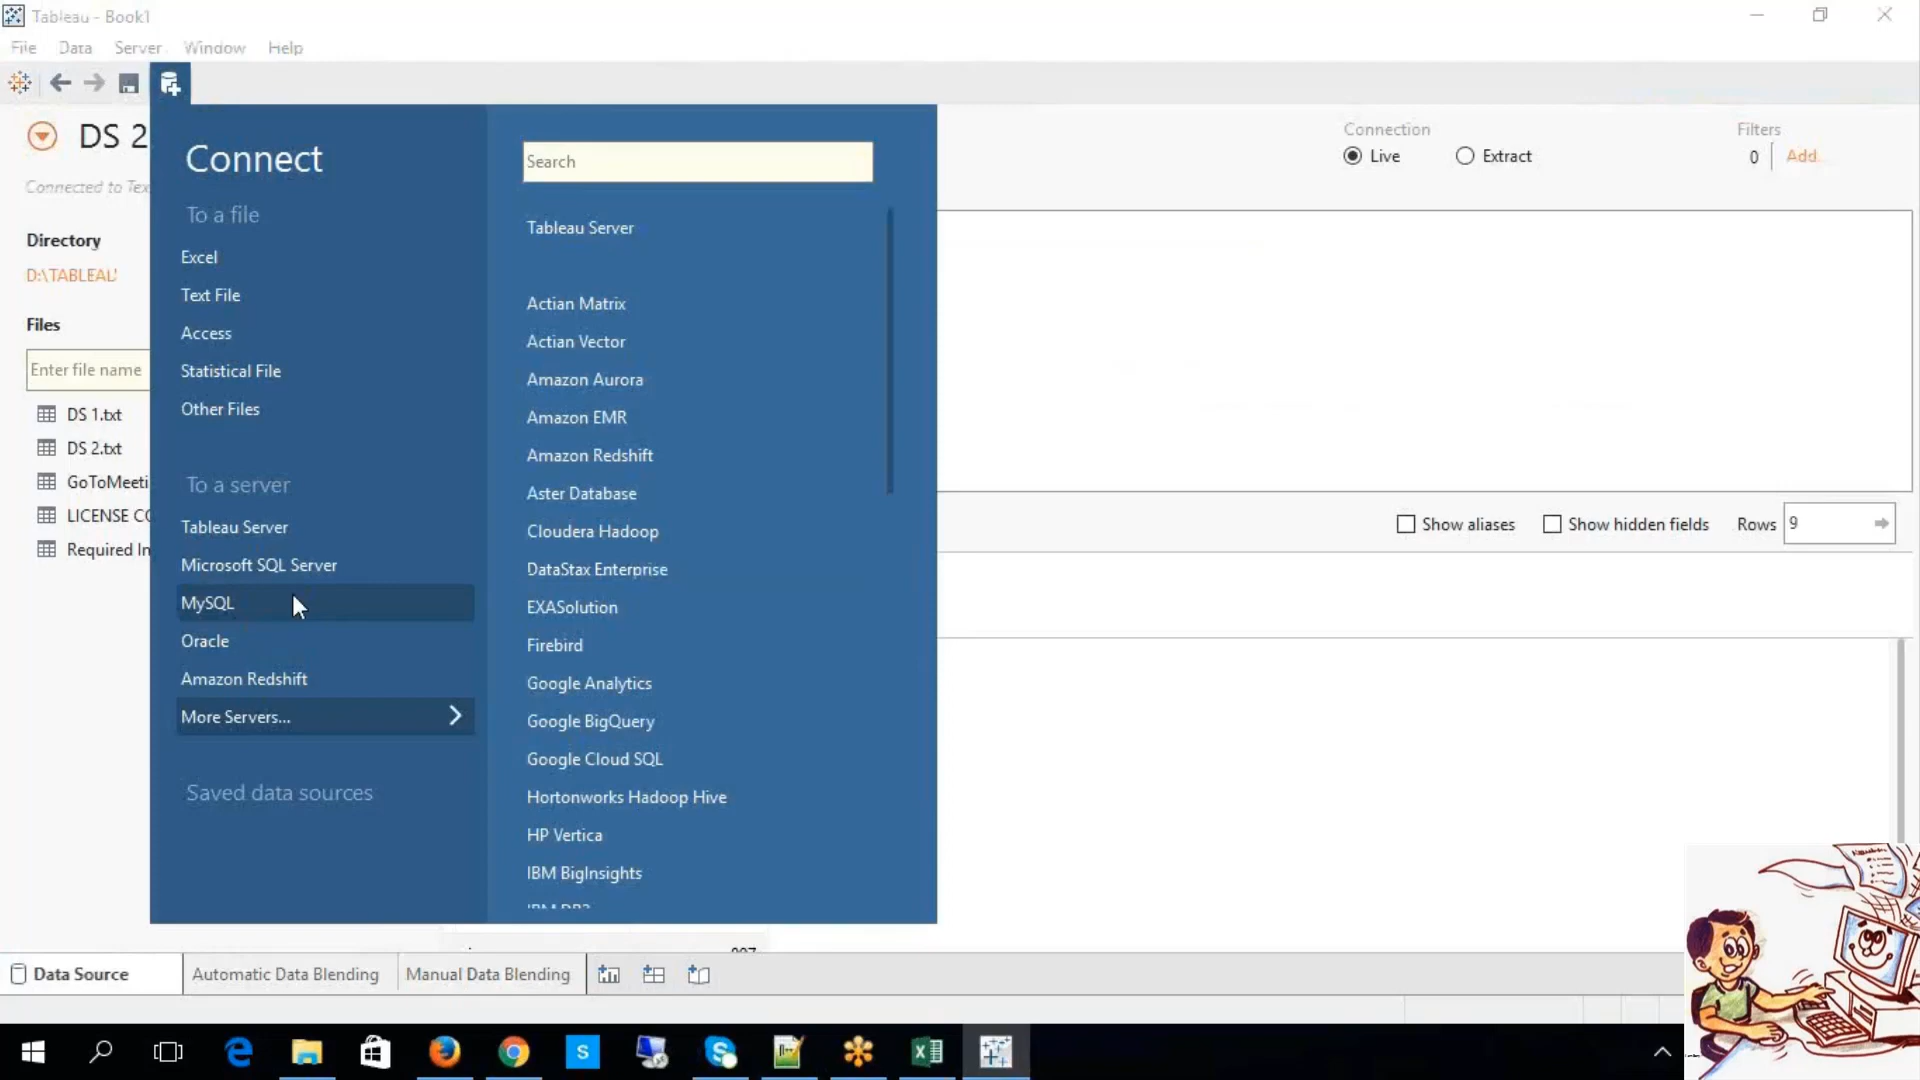 Tableau - Book1
File Data Server Window Help
DS 2
Connected to Tex
Directory
D:\TABLEAU
Files
Enter file name
DS 1.txt
DS 2.txt
GoToMeeti
LICENSE CO
Required In
Connect
To a file
Excel
Text File
Access
Statistical File
Other Files
To a server
Tableau Server
Microsoft SQL Server
MySQL
Oracle
Amazon Redshift
More Servers...
Saved data sources
Search
Tableau Server
Actian Matrix
Actian Vector
Amazon Aurora
Amazon EMR
Amazon Redshift
Aster Database
Cloudera Hadoop
DataStax Enterprise
EXASolution
Firebird
Google Analytics
Google BigQuery
Google Cloud SQL
Hortonworks Hadoop Hive
HP Vertica
IBM BigInsights
Connection
Live Extract
Filters
0 Add
Show aliases Show hidden fields Rows 9
Data Source Automatic Data Blending Manual Data Blending